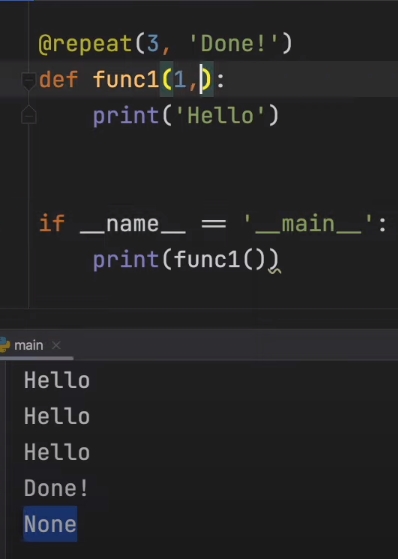 @repeat(3, 'Done!')
def func1(1,):
    print('Hello')
if __name__ == '__main__':
    print(func1())
main ×
Hello
Hello
Hello
Done!
None